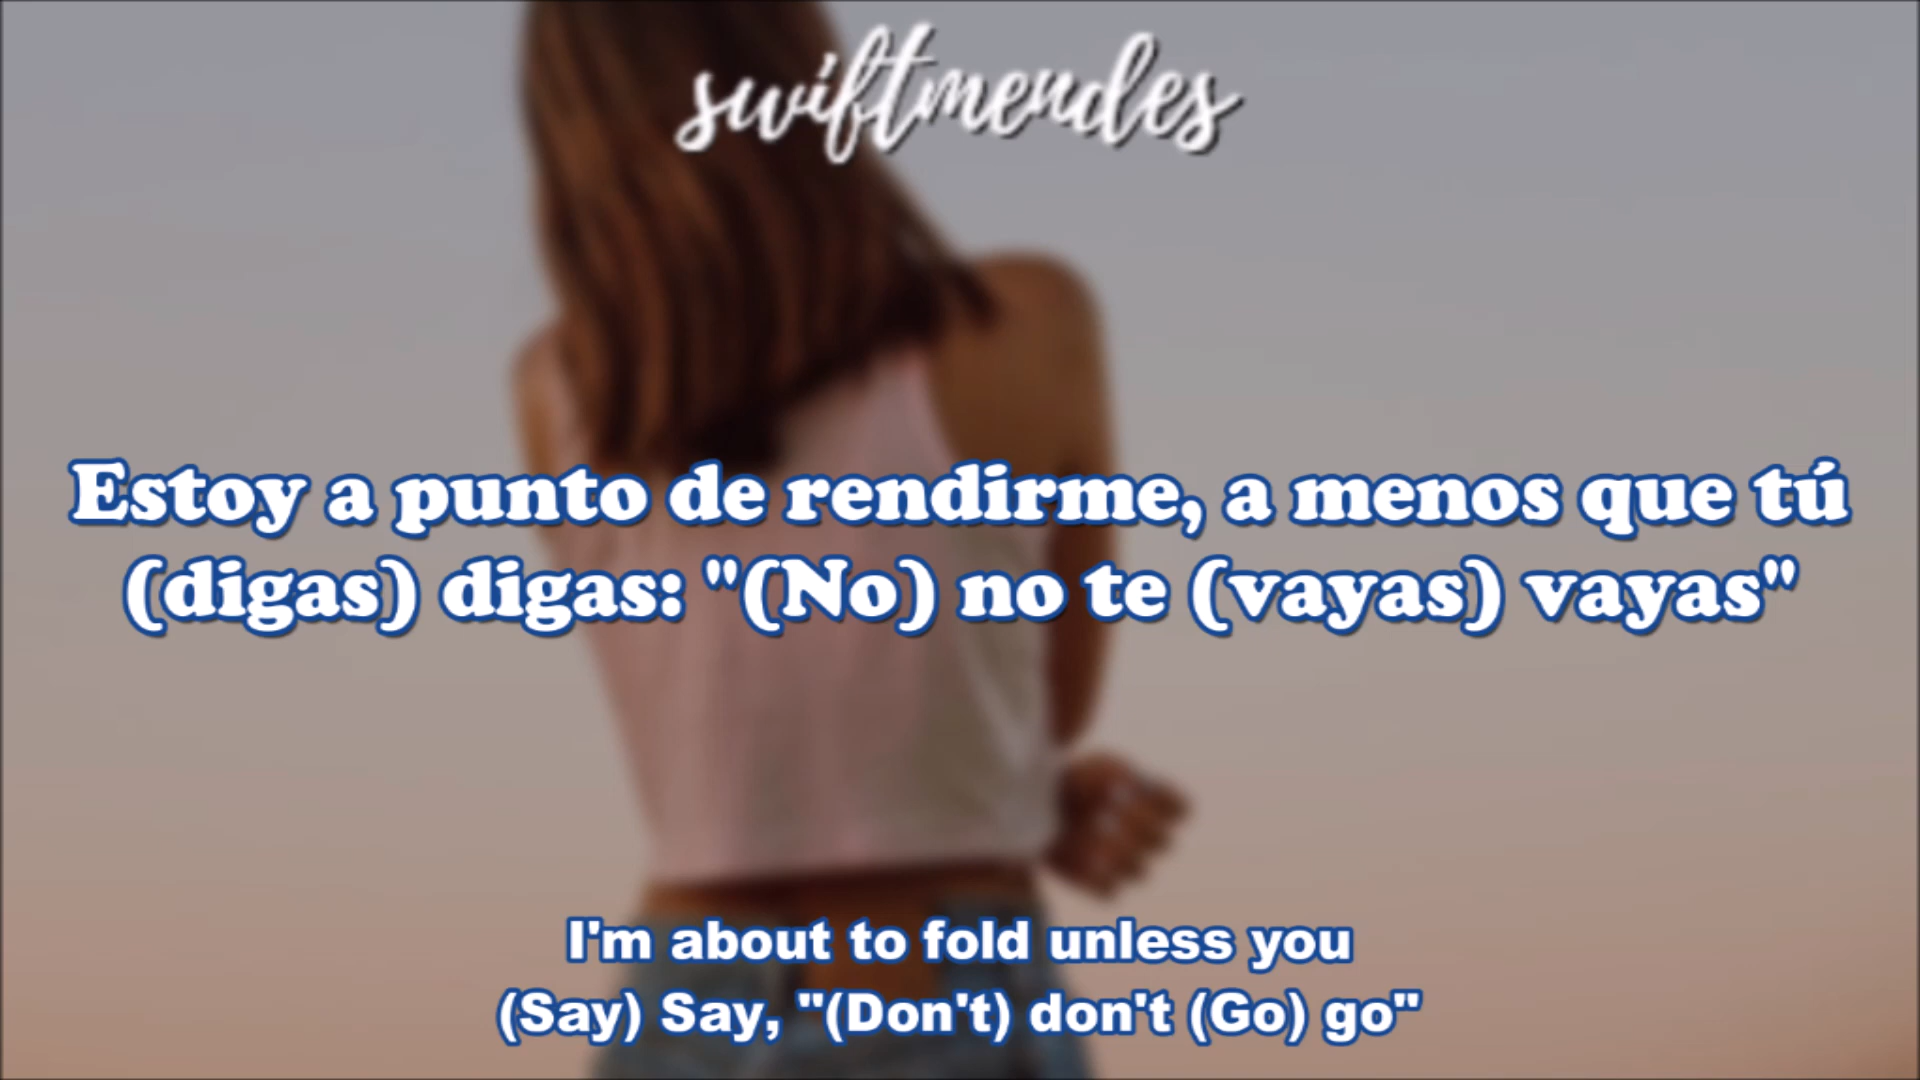 swiftmendes
Estoy a punto de rendirme, a menos que tú
(digas) digas: "(No) no te (vayas) vayas"
I'm about to fold unless you
(Say) Say, "(Don't) don't (Go) go"